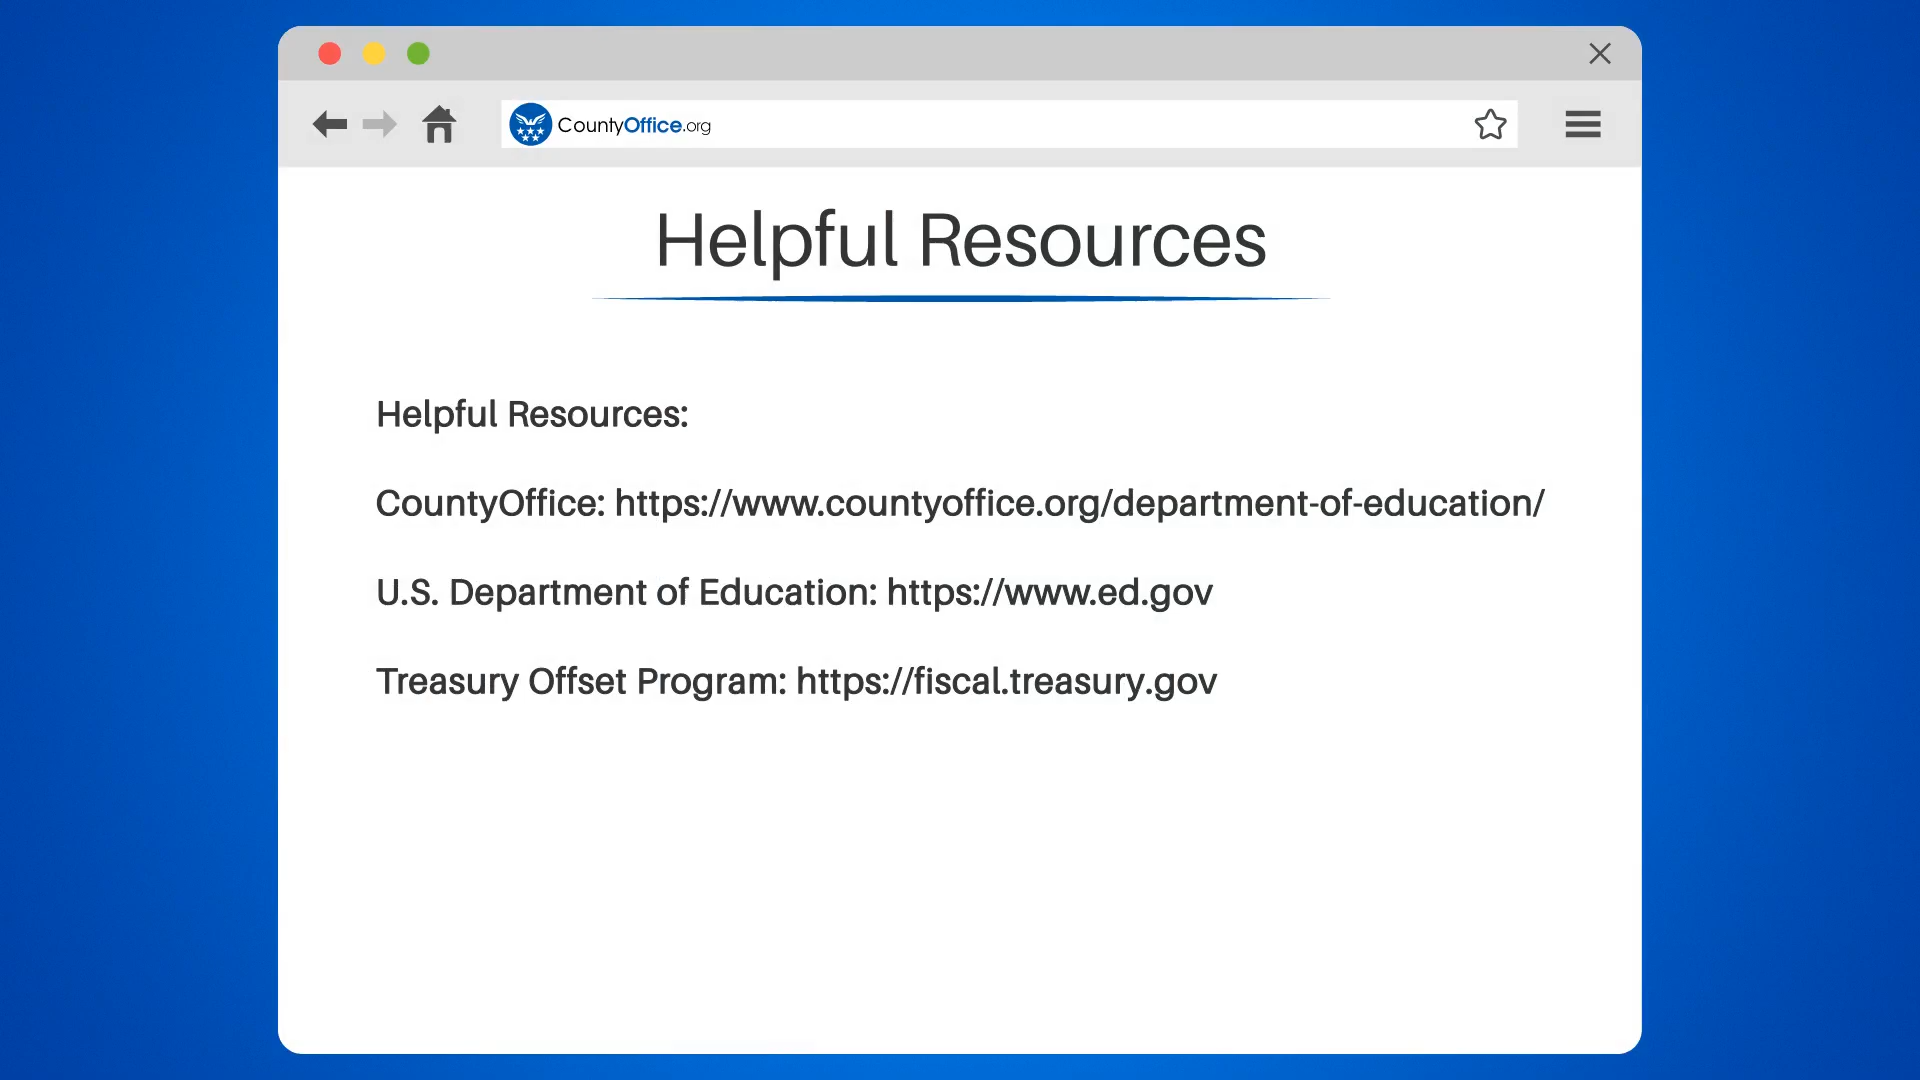 CountyOffice.org
Helpful Resources
Helpful Resources:
CountyOffice: https://www.countyoffice.org/department-of-education/
U.S. Department of Education: https://www.ed.gov
Treasury Offset Program: https://fiscal.treasury.gov